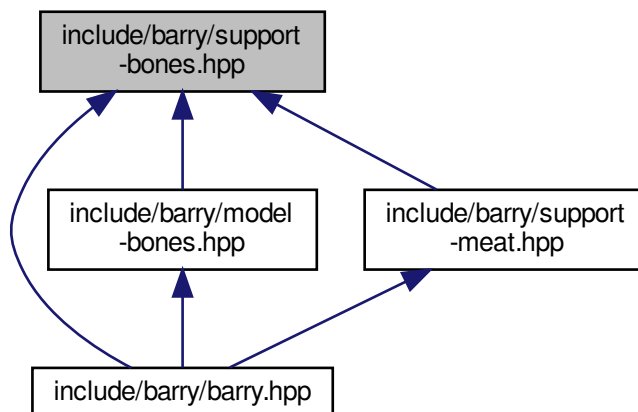 include/barry/support
-bones.hpp
include/barry/model
-bones.hpp
include/barry/support
-meat.hpp
include/barry/barry.hpp